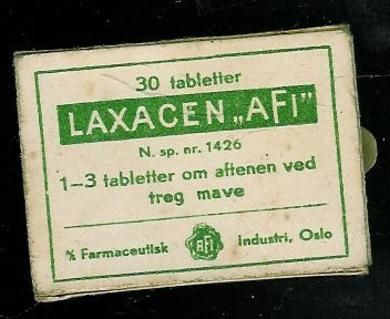 30 tabletter
LAXACEN „AFI”
N. sp. nr. 1426
1-3 tabletter om aftenen ved
treg mave
A/S Farmaceutisk AFI Industri, Oslo